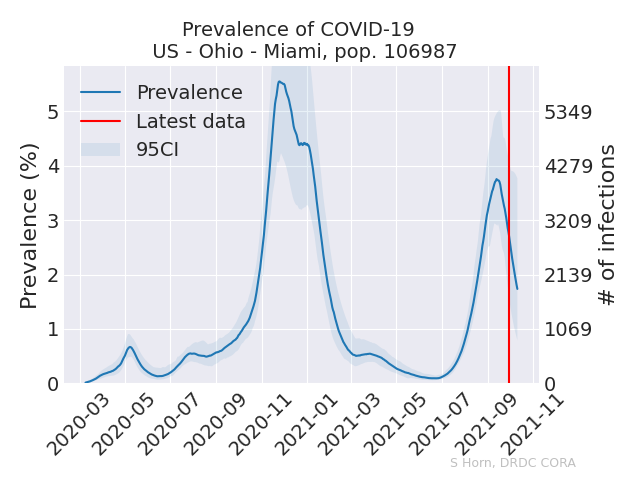 Prevalence of COVID-19
US - Ohio - Miami, pop. 106987
Prevalence
Latest data
95CI
Prevalence (%)
5
4
3
2
1
0
5349
4279
3209
2139
1069
0
# of infections
2020-03
2020-05
2020-07
2020-09
2020-11
2021-01
2021-03
2021-05
2021-07
2021-09
2021-11
S Horn, DRDC CORA